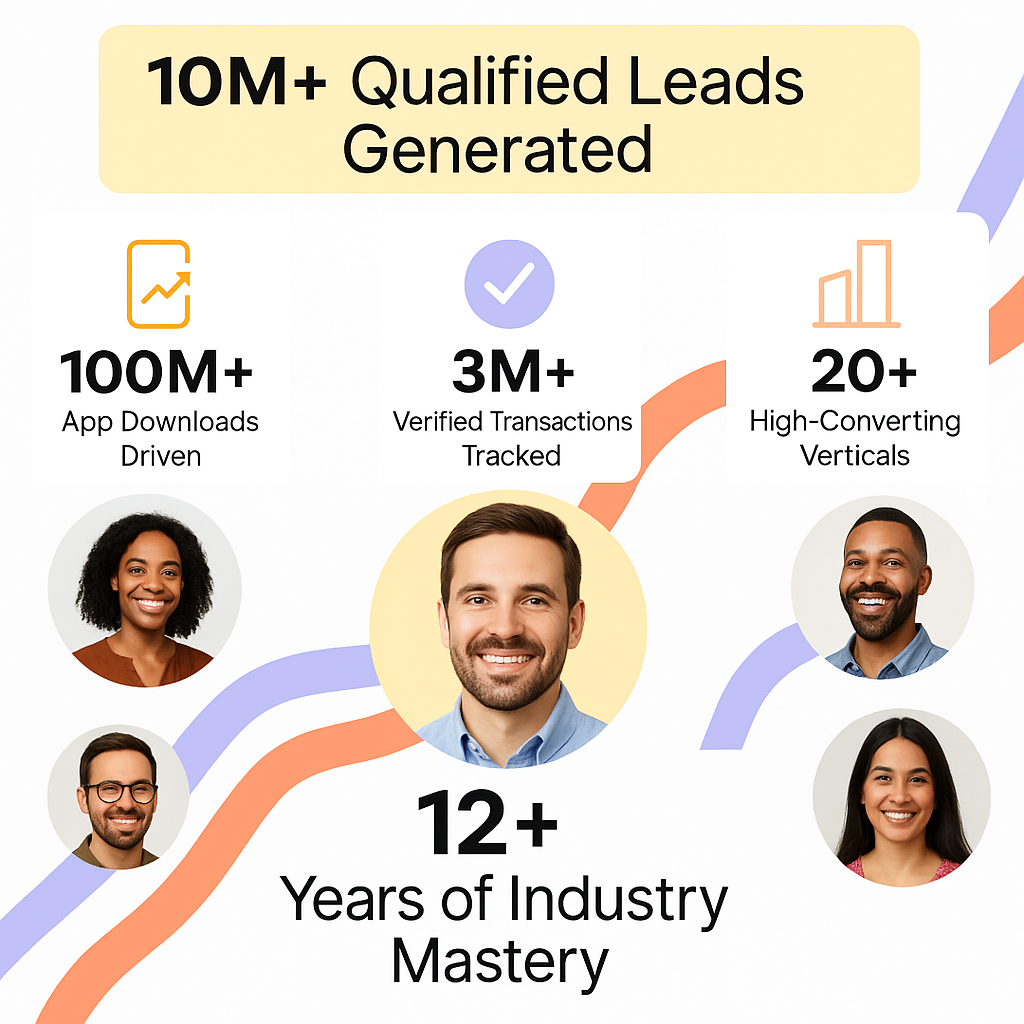 10M+ Qualified Leads
Generated
100M+
App Downloads
Driven
3M+
Verified Transactions
Tracked
20+
High-Converting
Verticals
12+
Years of Industry
Mastery